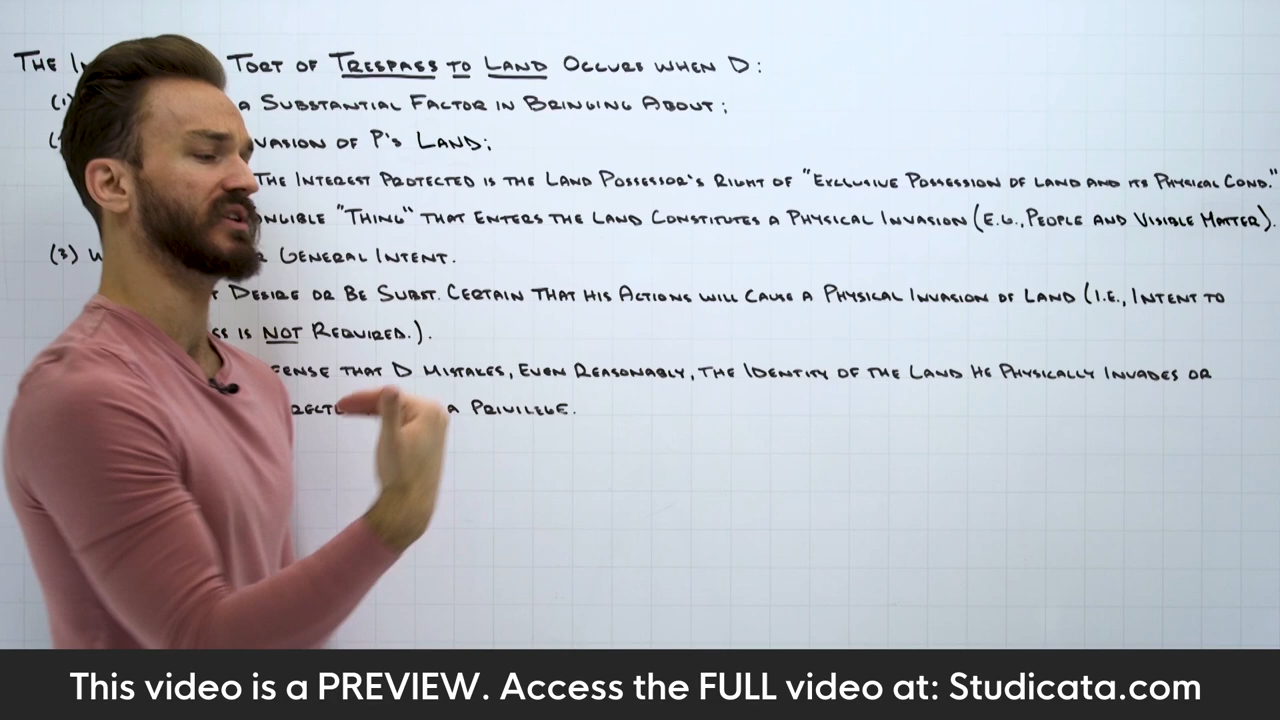 THE TORT OF TRESPASS TO LAND OCCURS WHEN D:
(1) A SUBSTANTIAL FACTOR IN BRINGING ABOUT;
OF P'S LAND;
THE INTEREST PROTECTED IS THE LAND POSSESSOR'S RIGHT OF "EXCLUSIVE POSSESSION OF LAND AND ITS PHYSICAL COND."
"THING" THAT ENTERS THE LAND CONSTITUTES A PHYSICAL INVASION (E.G., PEOPLE AND VISIBLE MATTER).
(3) GENERAL INTENT.
DESIRE OR BE SUBST. CERTAIN THAT HIS ACTIONS WILL CAUSE A PHYSICAL INVASION OF LAND (I.E., INTENT TO
IS NOT REQUIRED.).
THAT D MISTAKES, EVEN REASONABLY, THE IDENTITY OF THE LAND HE PHYSICALLY INVADES OR
A PRIVILEGE.
This video is a PREVIEW. Access the FULL video at: Studicata.com